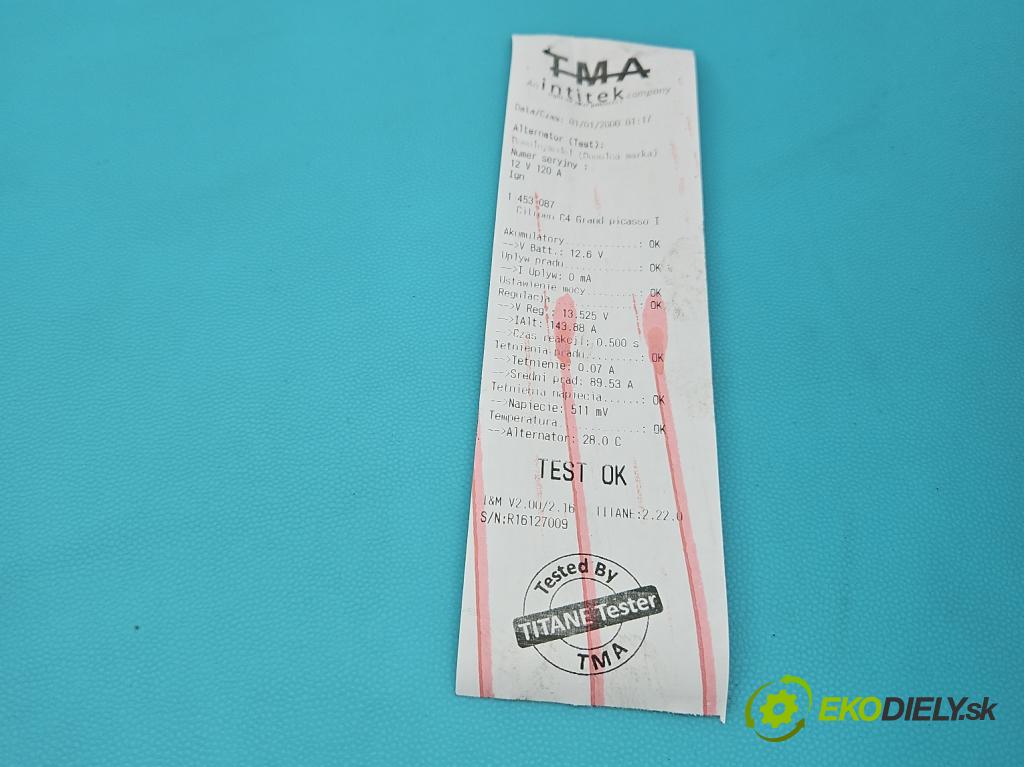 TMA
An intitek company
Data/Czas: 01/01/2000 01:17
Alternator (Test):
(Dowolna marka)
Numer seryjny :
12 V 120 A
Ign
1 453 087
Citroen C4 Grand picasso I
Akumulatory..............: OK
-->V Batt.: 12.6 V
Uplyw pradu..............: OK
-->I Uplyw: 0 mA
Ustawienie mocy..........: OK
Regulacja................: OK
-->V Reg.: 13.525 V
-->IAlt: 143.88 A
-->Czas reakcji: 0.500 s
Tetnienia pradu..........: OK
-->Tetnienie: 0.07 A
-->Sredni prad: 89.53 A
Tetnienia napiecia.......: OK
-->Napiecie: 511 mV
Temperatura..............: OK
-->Alternator: 28.0 C
TEST OK
I&M V2.00/2.16 TITANE:2.22.0
S/N:R16127009
Tested By
TITANE Tester
TMA
EKODIELY.sk